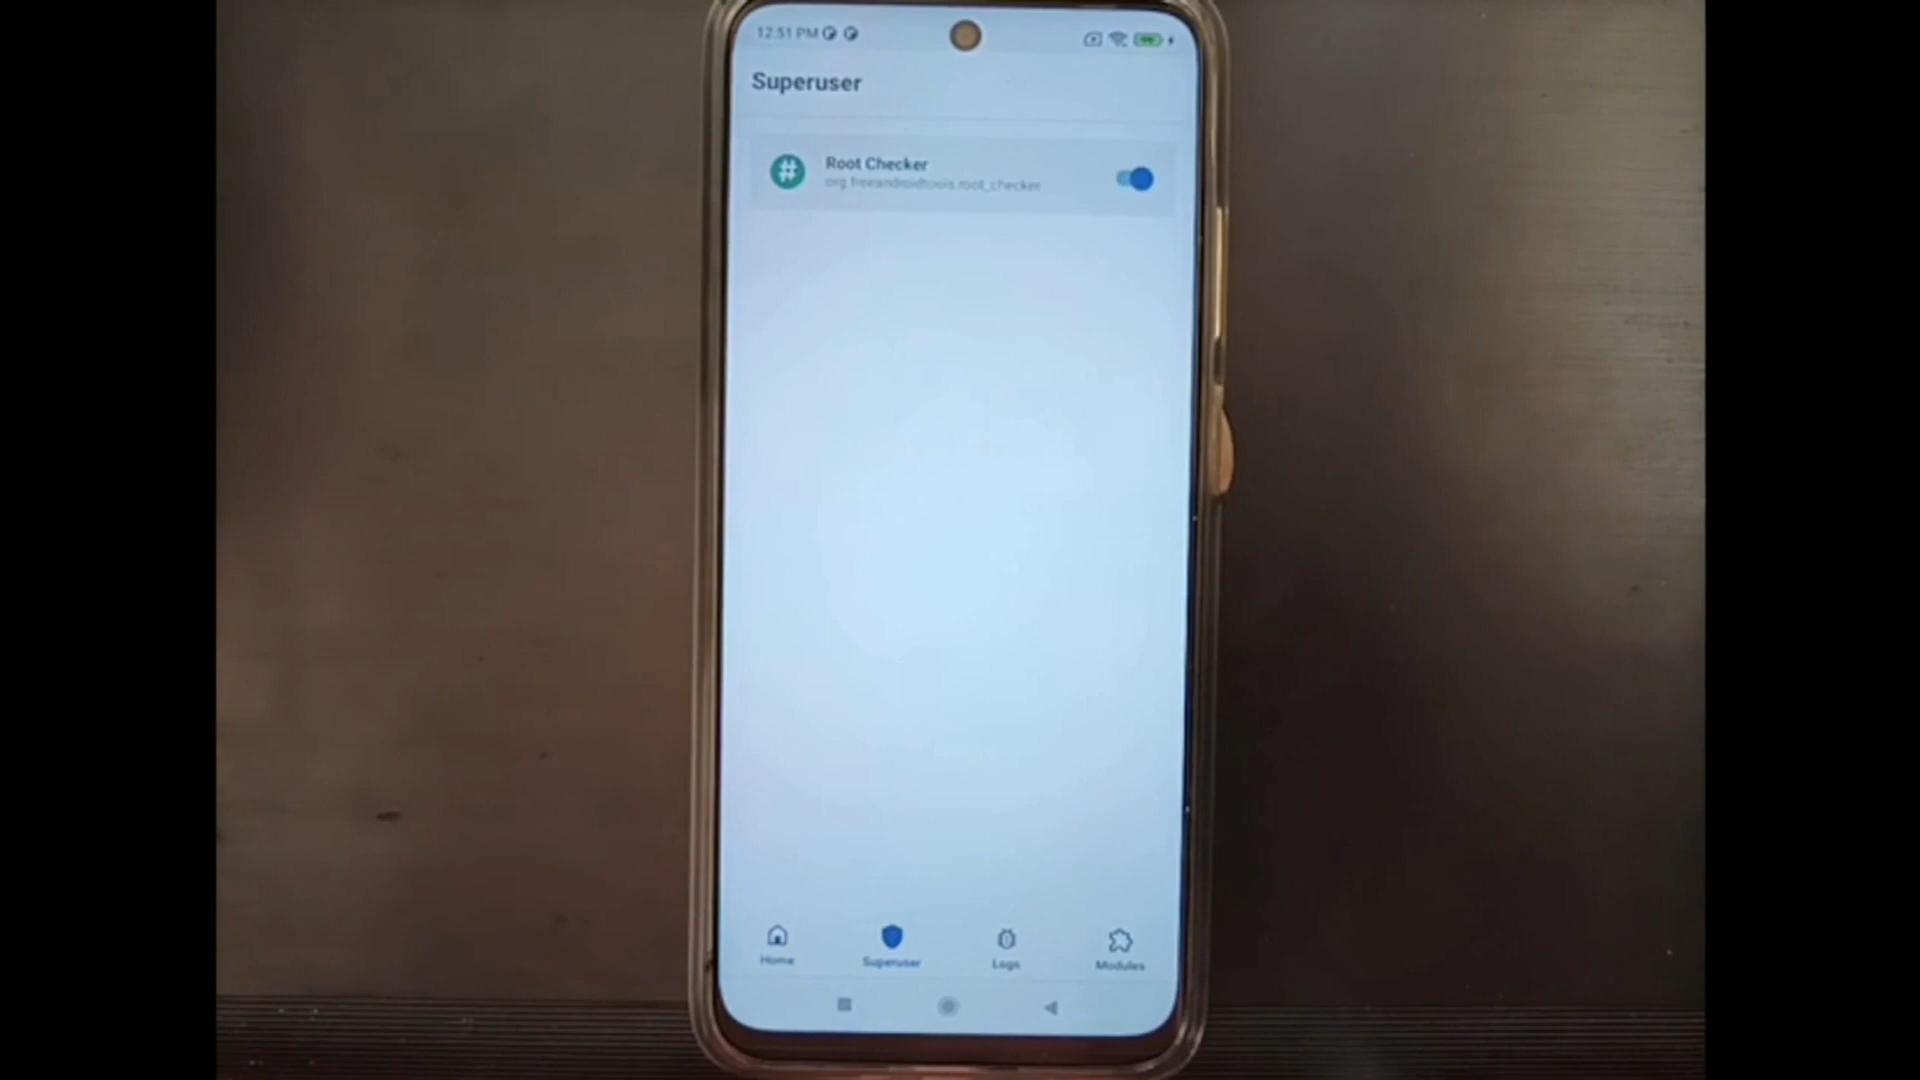 12:51 PM
Superuser
Root Checker
org.freeandroidtools.root_checker
Home
Superuser
Logs
Modules